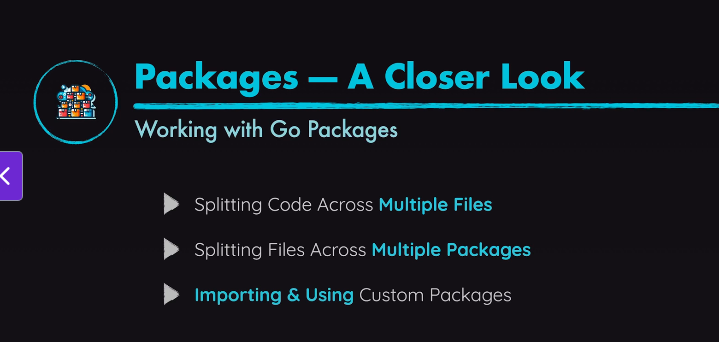 Packages — A Closer Look
Working with Go Packages
Splitting Code Across Multiple Files
Splitting Files Across Multiple Packages
Importing & Using Custom Packages